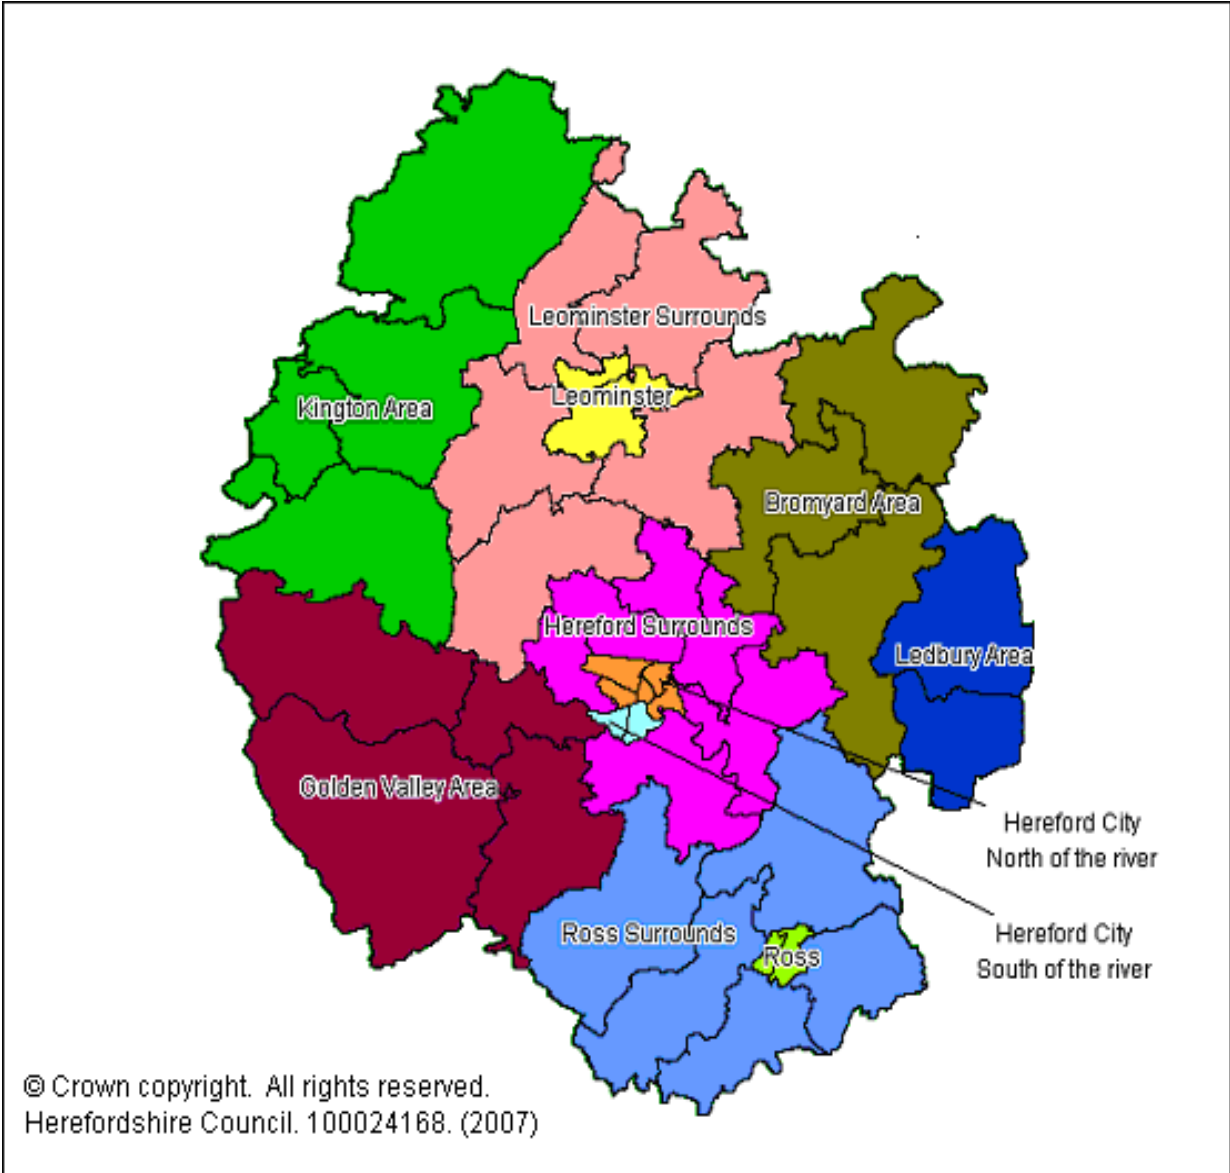 Leominster Surrounds
Leominster
Kington Area
Bromyard Area
Hereford Surrounds
Ledbury Area
Golden Valley Area
Hereford City
North of the river
Ross Surrounds
Ross
Hereford City
South of the river
© Crown copyright. All rights reserved.
Herefordshire Council. 100024168. (2007)